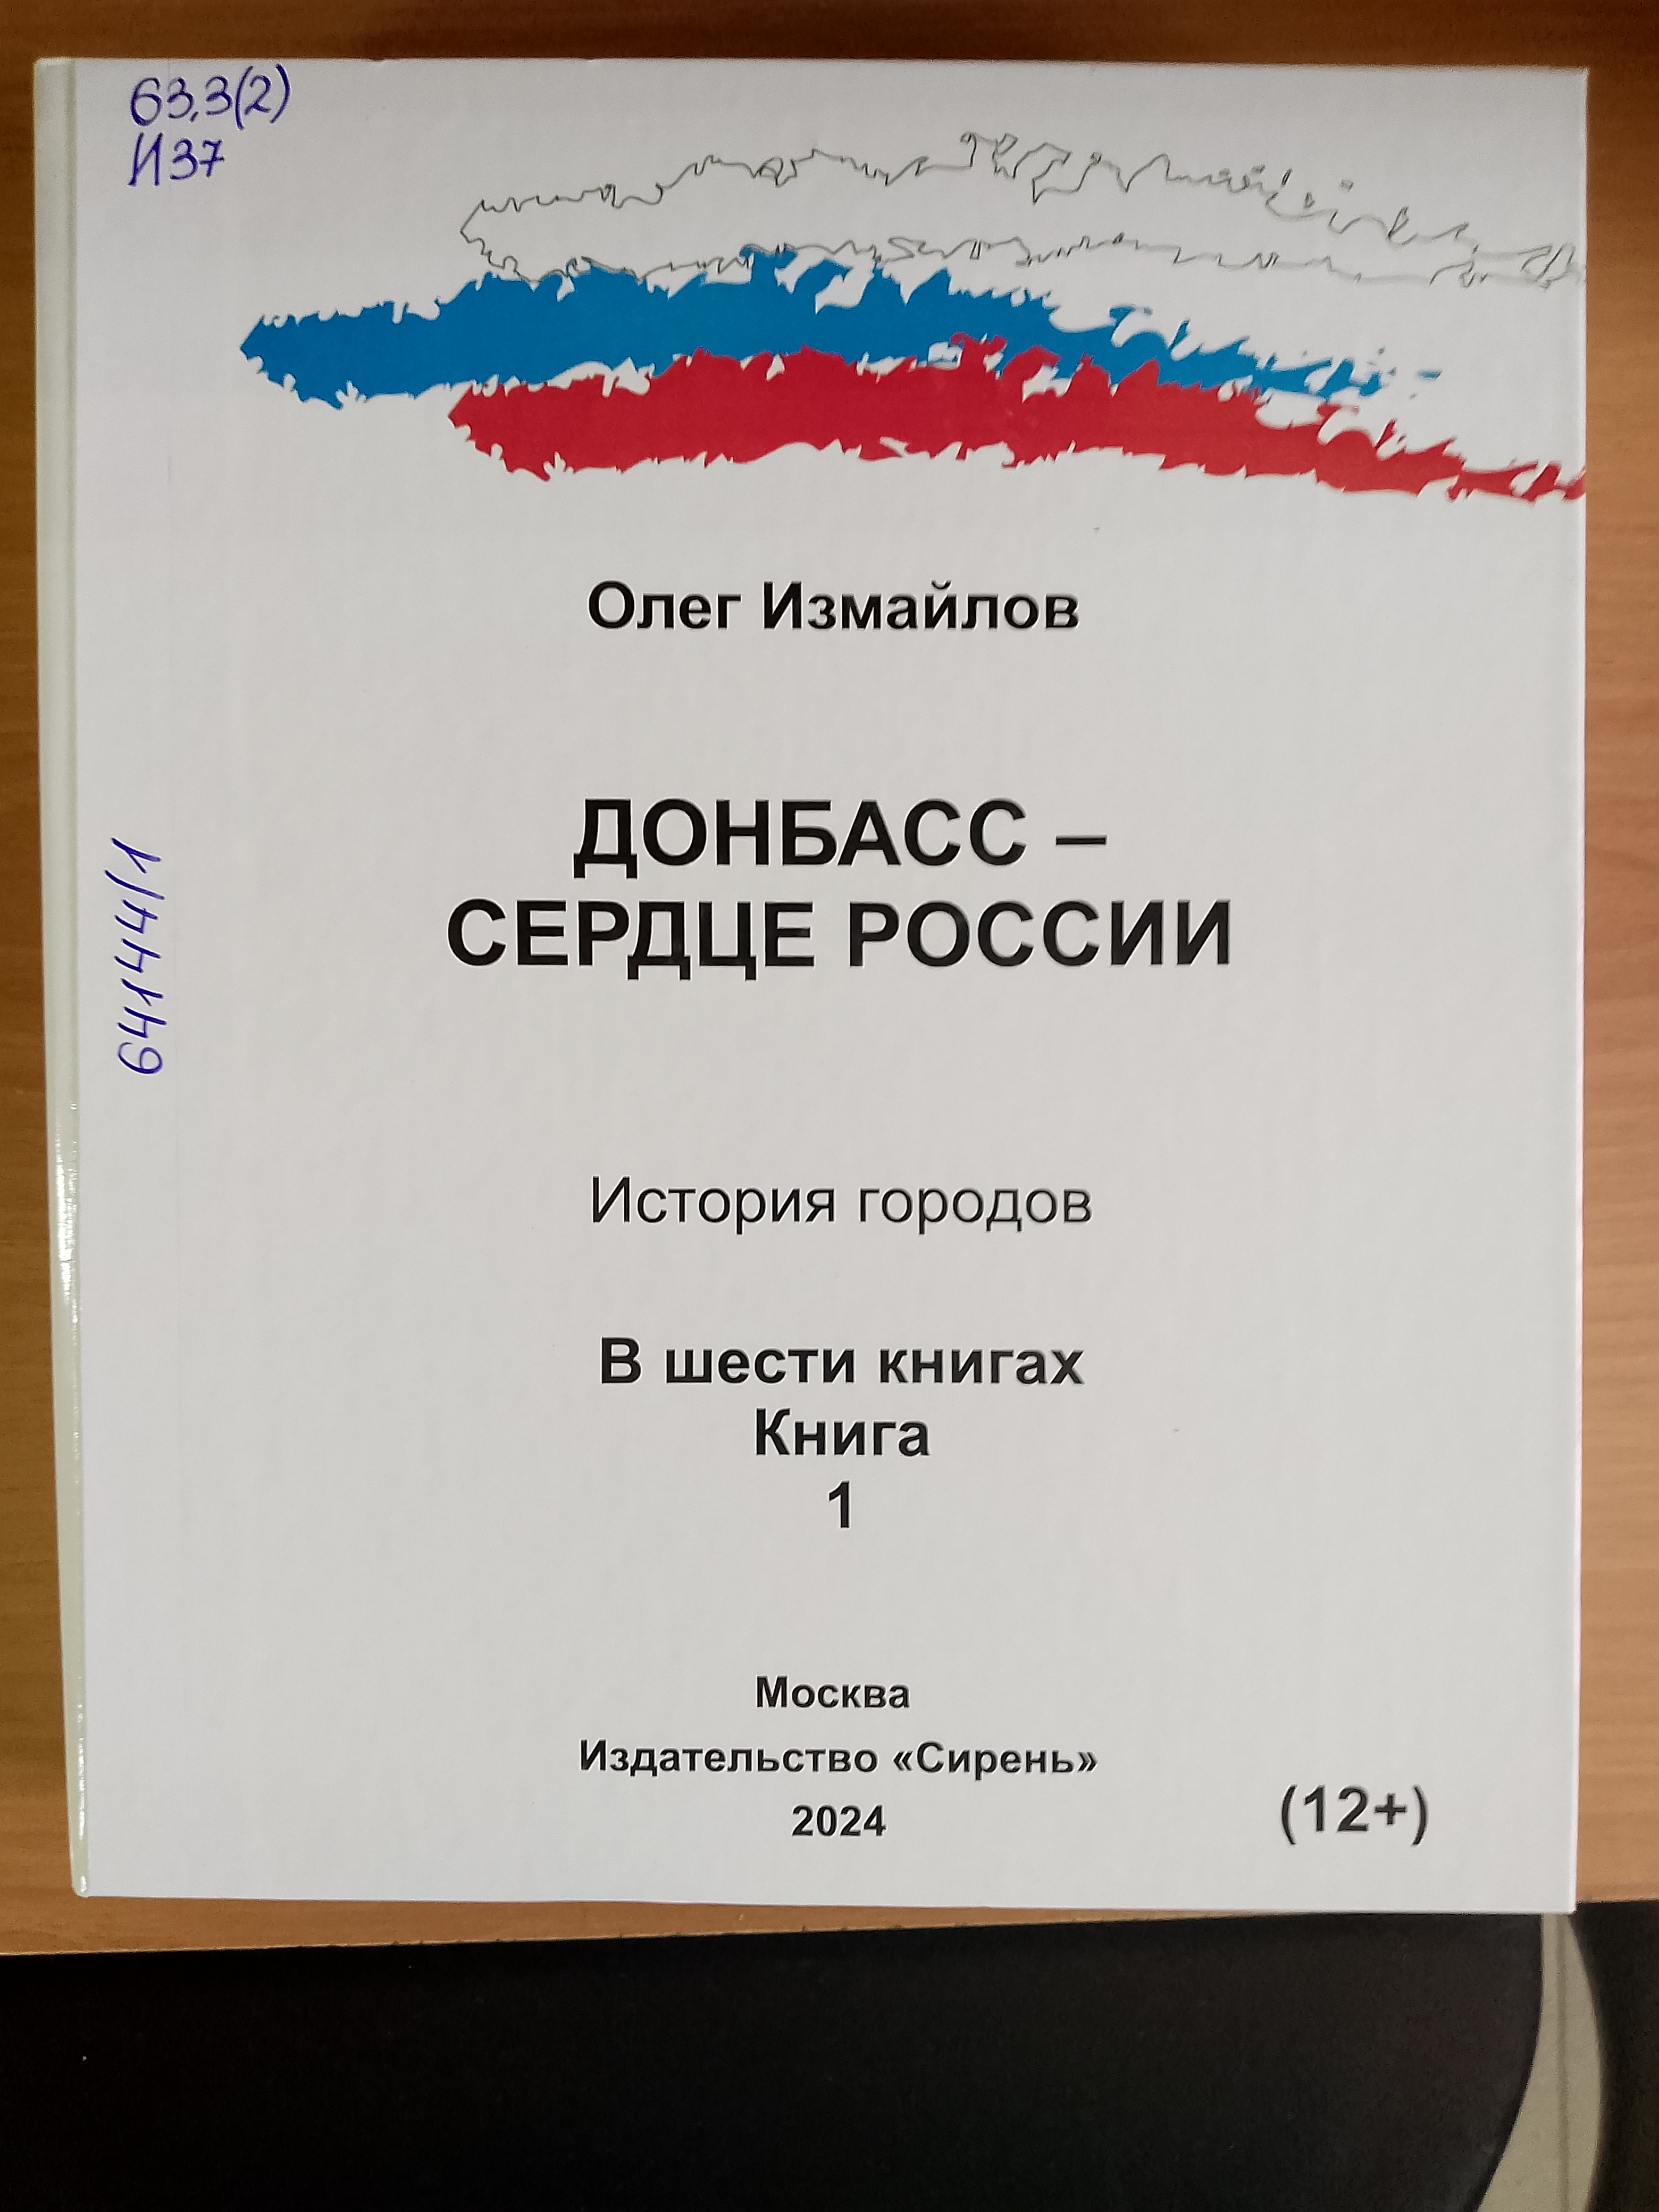 63.3(2)
И37
Олег Измайлов
ДОНБАСС –
СЕРДЦЕ РОССИИ
1/44149
История городов
В шести книгах
Книга
1
Москва
Издательство «Сирень»
2024
(12+)